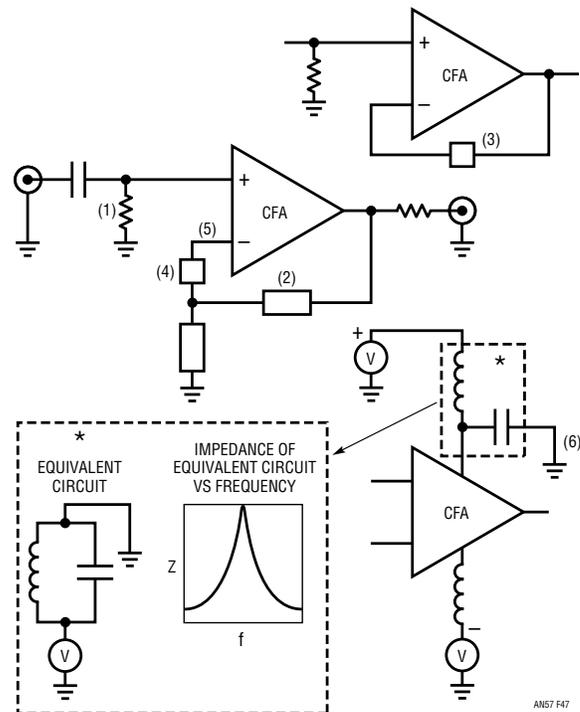 +
CFA
−
(3)
(1)
+
CFA
(5)
−
(4)
(2)
+
V
*
(6)
CFA
−
V
*
EQUIVALENT
CIRCUIT
V
IMPEDANCE OF
EQUIVALENT CIRCUIT
VS FREQUENCY
Z
f
AN57 F47